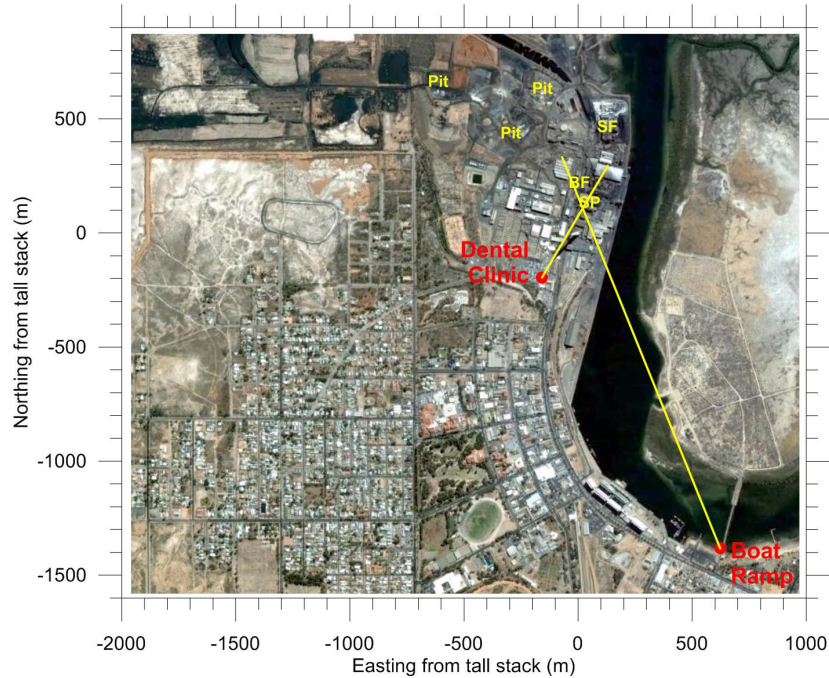 Pit
Pit
Pit
SF
BF
SP
Dental
Clinic
Boat
Ramp
500
0
-500
-1000
-1500
Northing from tall stack (m)
-2000
-1500
-1000
-500
0
500
1000
Easting from tall stack (m)